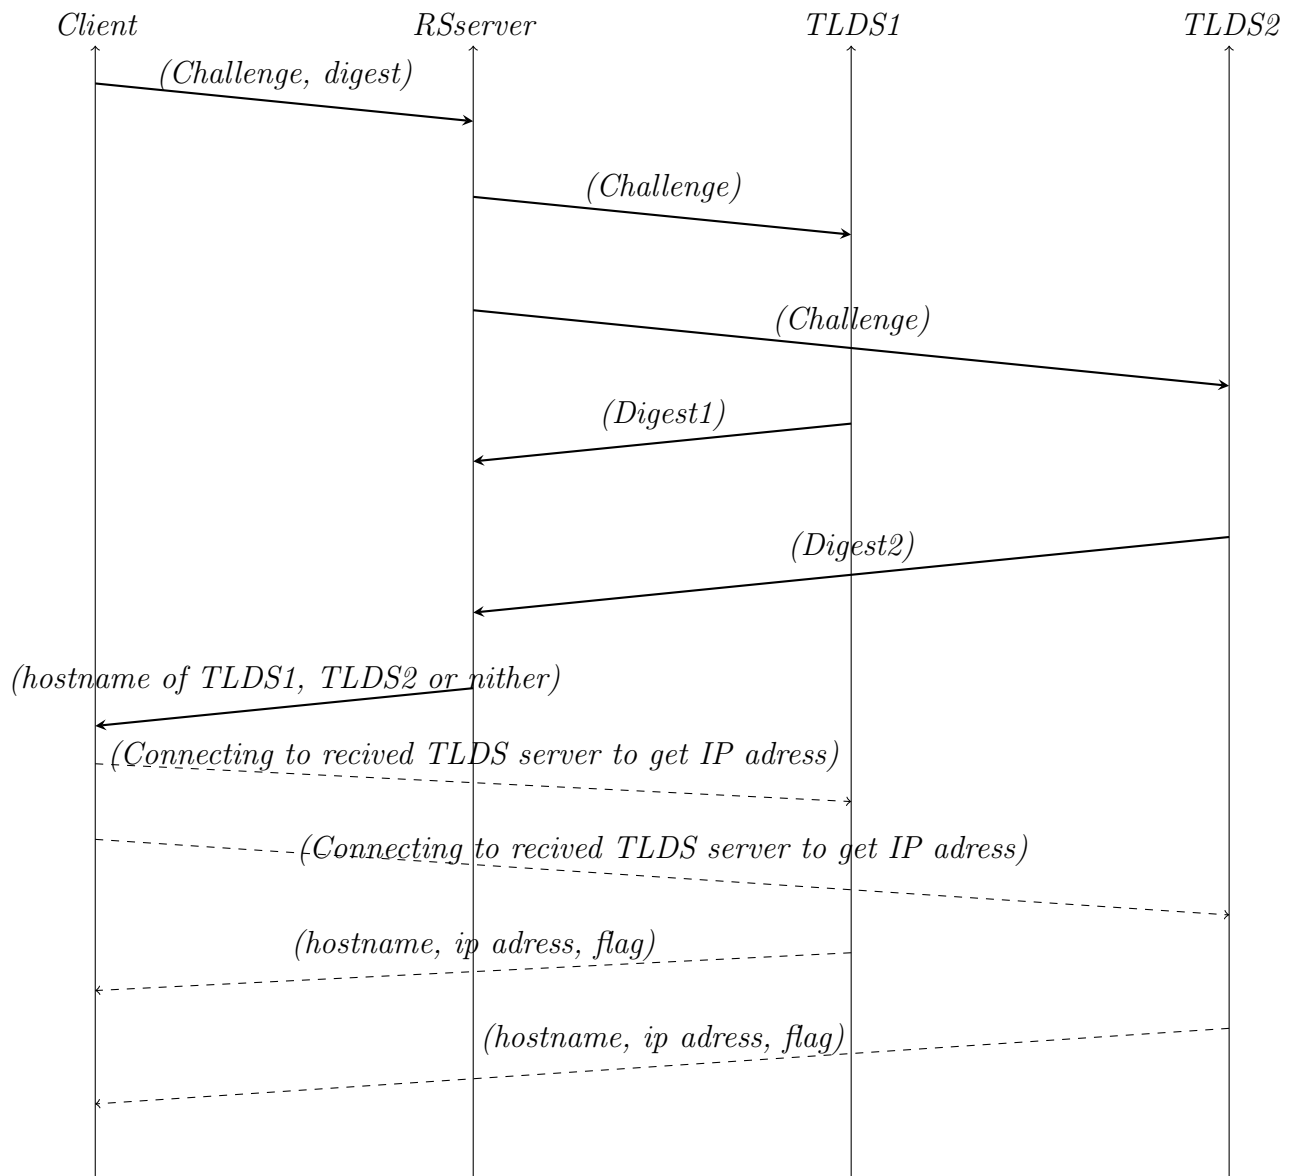 Client RSserver TLDS1 TLDS2
(Challenge, digest)
(Challenge)
(Challenge)
(Digest1)
(Digest2)
(hostname of TLDS1, TLDS2 or nither)
(Connecting to recived TLDS server to get IP adress)
(Connecting to recived TLDS server to get IP adress)
(hostname, ip adress, flag)
(hostname, ip adress, flag)